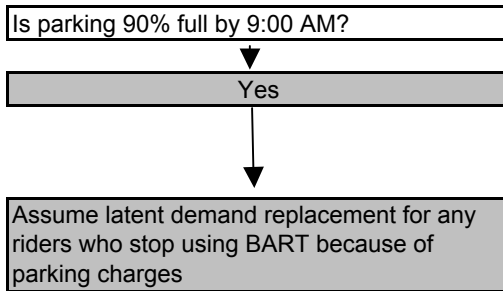 Is parking 90% full by 9:00 AM?
Yes
Assume latent demand replacement for any
riders who stop using BART because of
parking charges